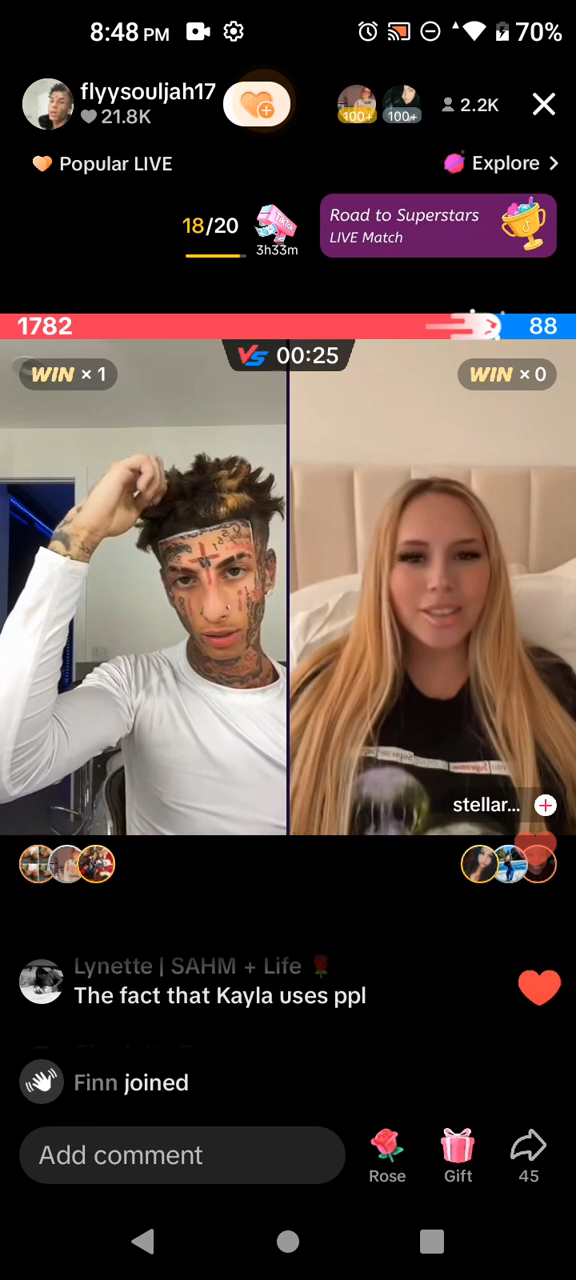 8:48 PM
70%
flyysouljah17
21.8K
100+
100+
2.2K
Popular LIVE
Explore
18/20
3h33m
Road to Superstars
LIVE Match
1782
88
VS 00:25
WIN × 1
WIN × 0
stellar...
Lynette | SAHM + Life 🌹
The fact that Kayla uses ppl
Finn joined
Add comment
Rose
Gift
45